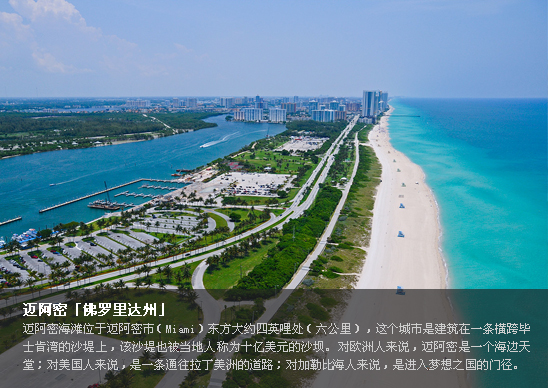 迈阿密「佛罗里达州」
迈阿密海滩位于迈阿密市（Miami）东方大约四英哩处（六公里），这个城市是建筑在一条横跨毕
士肯湾的沙堤上，该沙堤也被当地人称为十亿美元的沙坝。对欧洲人来说，迈阿密是一个海边天
堂；对美国人来说，是一条通往拉丁美洲的道路；对加勒比海人来说，是进入梦想之国的门径。